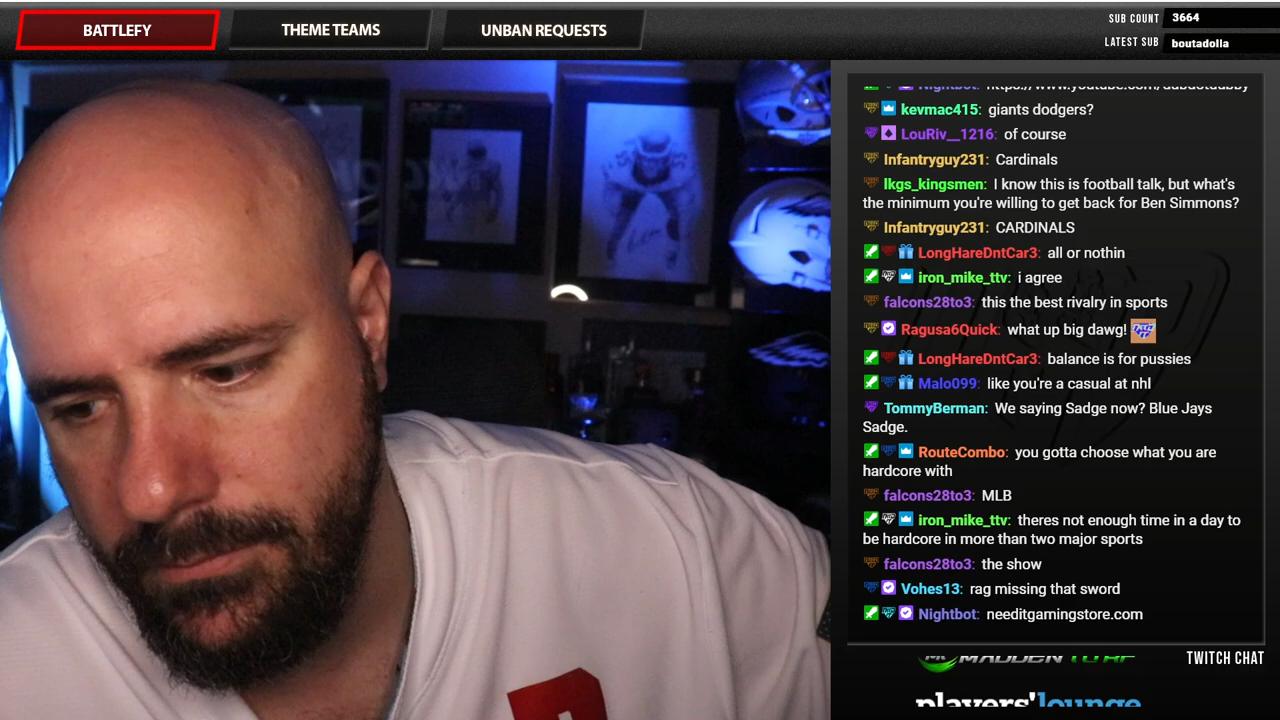 BATTLEFY
THEME TEAMS
UNBAN REQUESTS
SUB COUNT 3664
LATEST SUB boutadolla
kevmac415: giants dodgers?
LouRiv__1216: of course
Infantryguy231: Cardinals
lkgs_kingsmen: I know this is football talk, but what's
the minimum you're willing to get back for Ben Simmons?
Infantryguy231: CARDINALS
LongHareDntCar3: all or nothin
iron_mike_ttv: i agree
falcons28to3: this the best rivalry in sports
Ragusa6Quick: what up big dawg!
LongHareDntCar3: balance is for pussies
Malo099: like you're a casual at nhl
TommyBerman: We saying Sadge now? Blue Jays
Sadge.
RouteCombo: you gotta choose what you are
hardcore with
falcons28to3: MLB
iron_mike_ttv: theres not enough time in a day to
be hardcore in more than two major sports
falcons28to3: the show
Vohes13: rag missing that sword
Nightbot: needitgamingstore.com
TWITCH CHAT
MADDEN
players'lounge